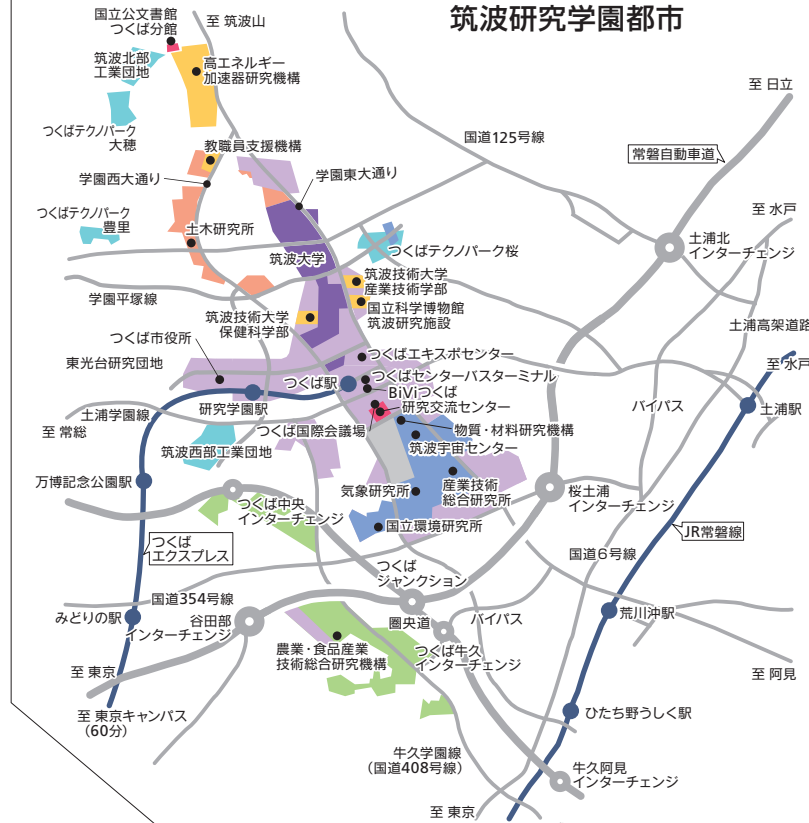 筑波研究学園都市
国立公文書館
つくば分館
至 筑波山
筑波北部
工業団地
高エネルギー
加速器研究機構
至 日立
つくばテクノパーク
大穂
国道125号線
教職員支援機構
常磐自動車道
学園西大通り
学園東大通り
つくばテクノパーク
豊里
至 水戸
土木研究所
土浦北
インターチェンジ
つくばテクノパーク桜
筑波大学
筑波技術大学
産業技術学部
学園平塚線
国立科学博物館
筑波研究施設
筑波技術大学
保健科学部
土浦高架道路
つくば市役所
つくばエキスポセンター
至 水戸
東光台研究団地
つくばセンターバスターミナル
つくば駅
BiViつくば
研究学園駅
研究交流センター
バイパス
土浦駅
土浦学園線
至 常総
つくば国際会議場
物質・材料研究機構
筑波西部工業団地
筑波宇宙センター
万博記念公園駅
気象研究所
産業技術
総合研究所
つくば中央
インターチェンジ
桜土浦
インターチェンジ
国立環境研究所
JR常磐線
つくば
エクスプレス
つくば
ジャンクション
国道6号線
国道354号線
みどりの駅
谷田部
インターチェンジ
圏央道
バイパス
荒川沖駅
農業・食品産業
技術総合研究機構
つくば牛久
インターチェンジ
至 東京
至 阿見
至 東京キャンパス
(60分)
ひたち野うしく駅
牛久学園線
(国道408号線)
牛久阿見
インターチェンジ
至 東京